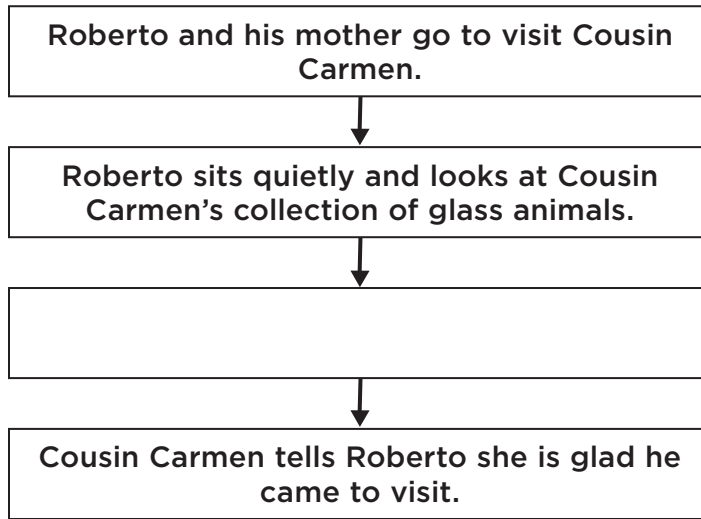 Roberto and his mother go to visit Cousin
Carmen.
Roberto sits quietly and looks at Cousin
Carmen’s collection of glass animals.
Cousin Carmen tells Roberto she is glad he
came to visit.